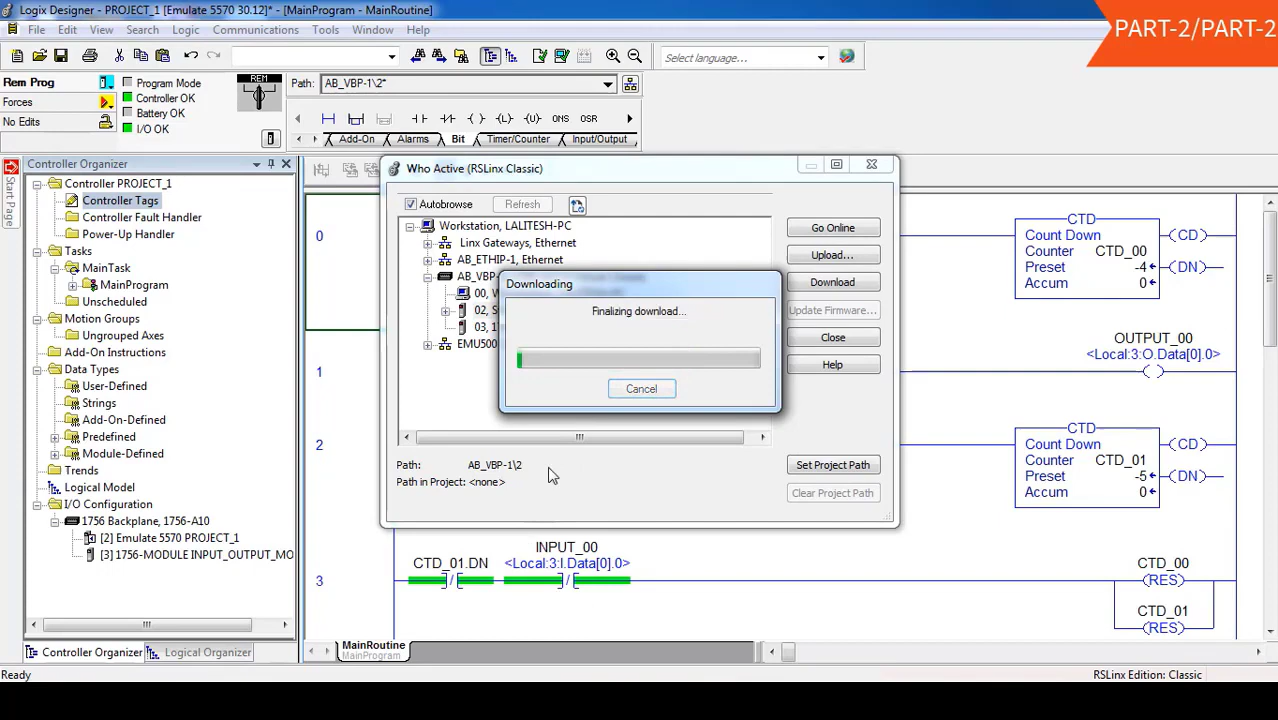 Logix Designer - PROJECT_1 [Emulate 5570 30.12]* - [MainProgram - MainRoutine]
PART-2/PART-2
File Edit View Search Logic Communications Tools Window Help
Select language...
Rem Prog
Program Mode
Forces
Controller OK
No Edits
Battery OK
I/O OK
REM
Path: AB_VBP-1\2*
ONS OSR
Add-On Alarms Bit Timer/Counter Input/Output
Start Page
Controller Organizer
Controller PROJECT_1
Controller Tags
Controller Fault Handler
Power-Up Handler
Tasks
MainTask
MainProgram
Unscheduled
Motion Groups
Ungrouped Axes
Add-On Instructions
Data Types
User-Defined
Strings
Add-On-Defined
Predefined
Module-Defined
Trends
Logical Model
I/O Configuration
1756 Backplane, 1756-A10
[2] Emulate 5570 PROJECT_1
[3] 1756-MODULE INPUT_OUTPUT_MO
Controller Organizer
Logical Organizer
Who Active (RSLinx Classic)
Autobrowse
Refresh
Workstation, LALITESH-PC
Linx Gateways, Ethernet
AB_ETHIP-1, Ethernet
AB_VBP-
00, W
02, S
03, 1
EMU500
Go Online
Upload...
Download
Update Firmware...
Close
Help
Set Project Path
Clear Project Path
Path: AB_VBP-1\2
Path in Project: <none>
Downloading
Finalizing download...
Cancel
0
CTD
Count Down
Counter CTD_00
Preset -4
Accum 0
(CD)
(DN)
1
OUTPUT_00
<Local:3:O.Data[0].0>
2
CTD
Count Down
Counter CTD_01
Preset -5
Accum 0
(CD)
(DN)
3
CTD_01.DN
INPUT_00
<Local:3:I.Data[0].0>
CTD_00
(RES)
CTD_01
(RES)
MainRoutine
MainProgram
Ready
RSLinx Edition: Classic